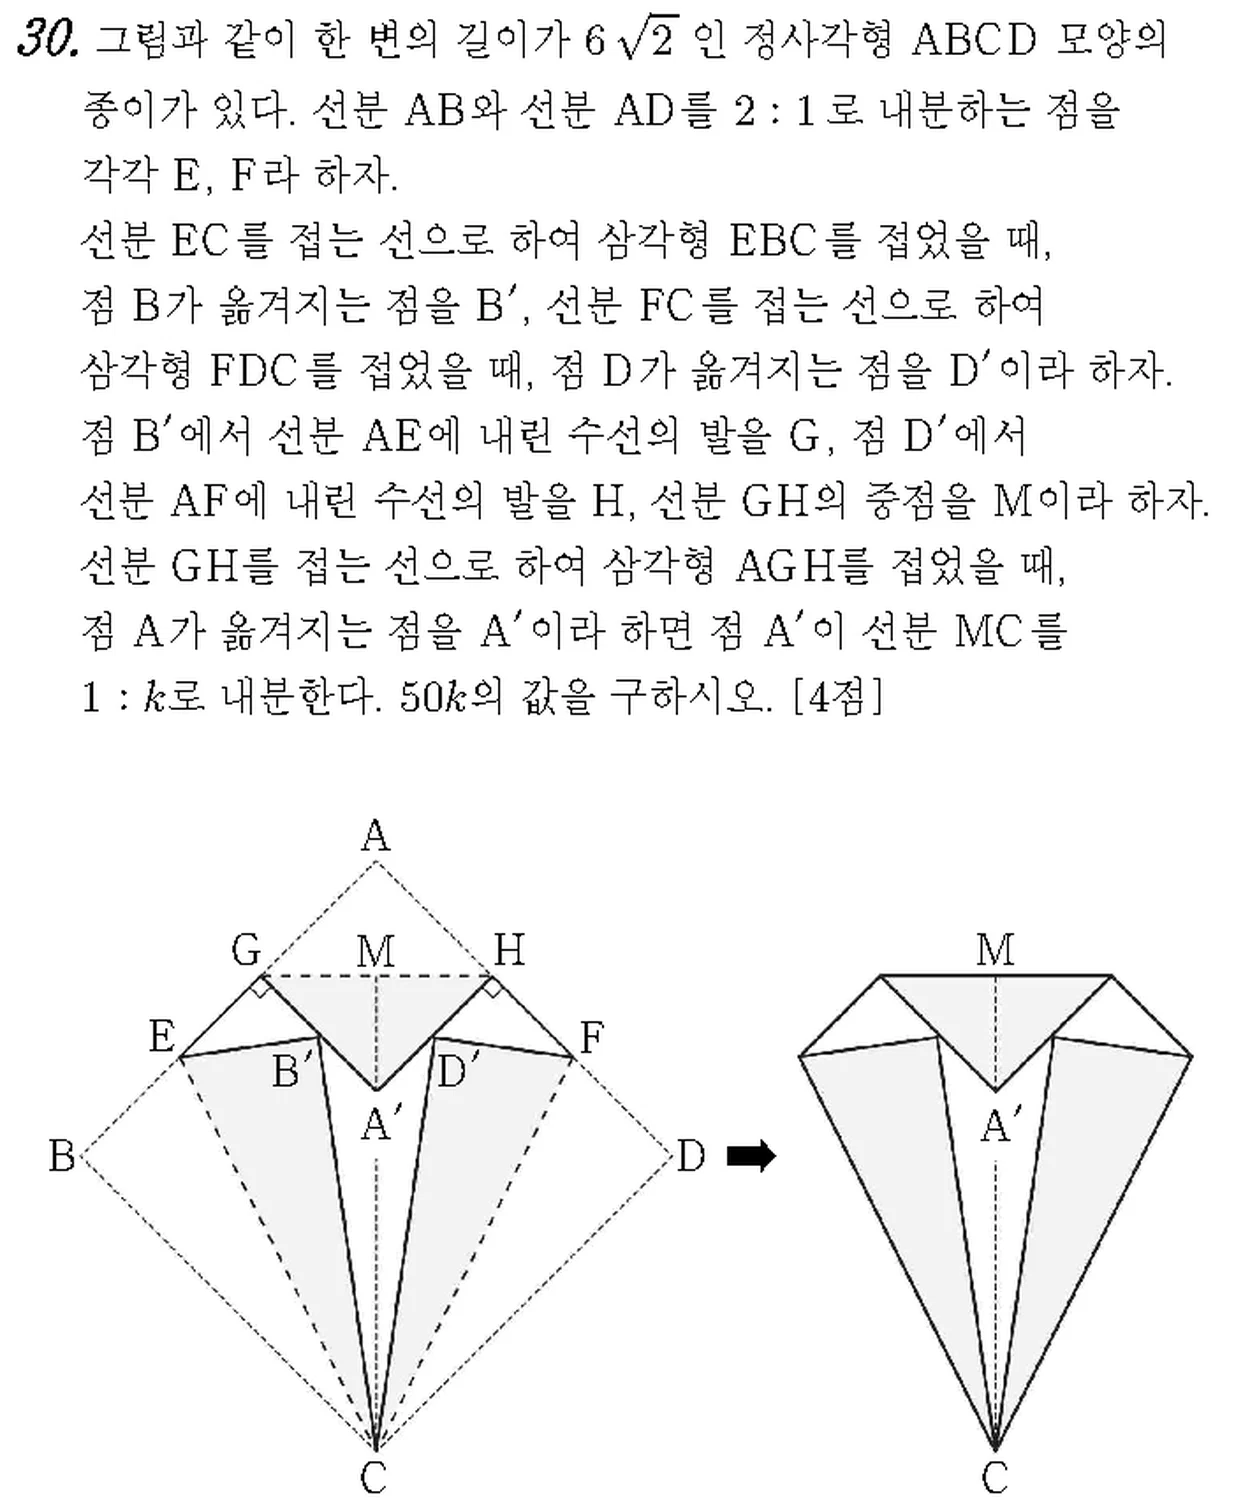 30. 그림과 같이 한 변의 길이가 6√2 인 정사각형 ABCD 모양의
종이가 있다. 선분 AB와 선분 AD를 2 : 1로 내분하는 점을
각각 E, F라 하자.
선분 EC를 접는 선으로 하여 삼각형 EBC를 접었을 때,
점 B가 옮겨지는 점을 B′, 선분 FC를 접는 선으로 하여
삼각형 FDC를 접었을 때, 점 D가 옮겨지는 점을 D′이라 하자.
점 B′에서 선분 AE에 내린 수선의 발을 G, 점 D′에서
선분 AF에 내린 수선의 발을 H, 선분 GH의 중점을 M이라 하자.
선분 GH를 접는 선으로 하여 삼각형 AGH를 접었을 때,
점 A가 옮겨지는 점을 A′이라 하면 점 A′이 선분 MC를
1 : k로 내분한다. 50k의 값을 구하시오. [4점]
A
G M H M
E F
B′ D′
A′ A′
B D
C C